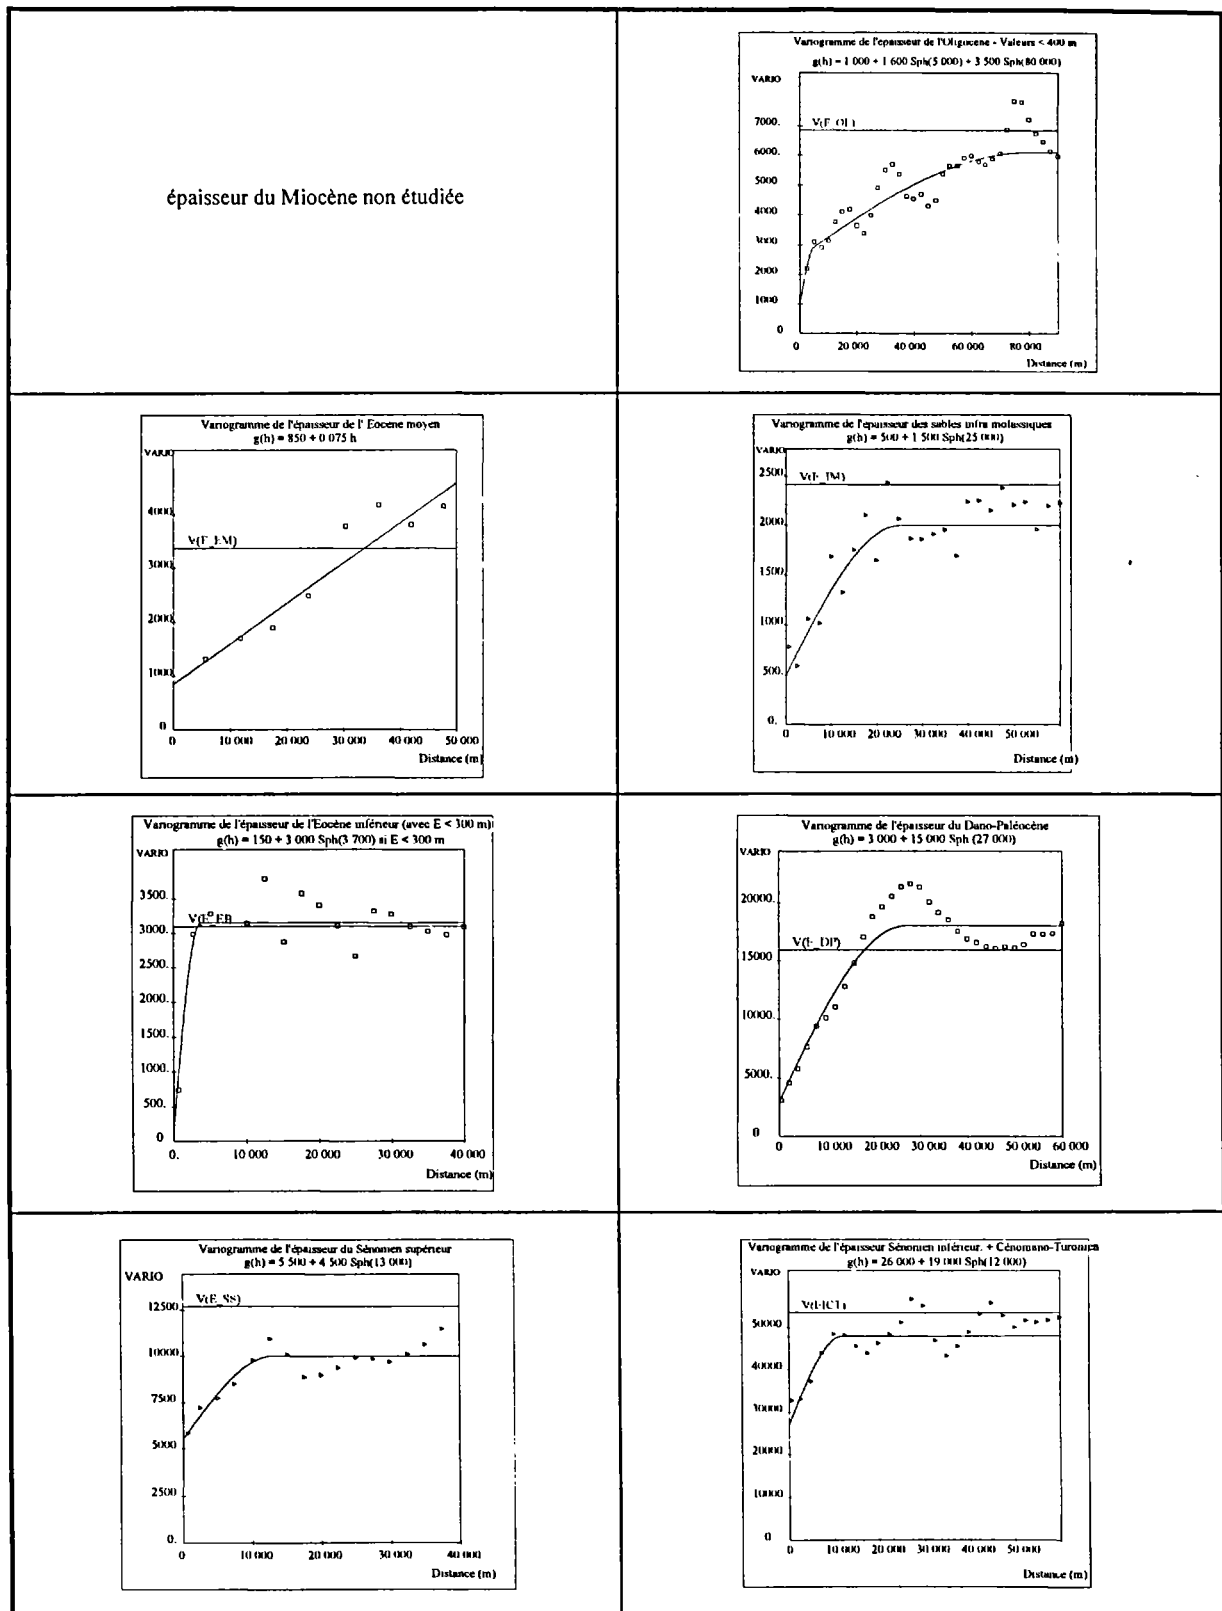 épaisseur du Miocène non étudiée
Variogramme de l'épaisseur de l'Oligocène - Valeurs < 400 m
g(h) = 1 000 + 1 600 Sph(5 000) + 3 500 Sph(80 000)
VARIO
V(E_OL)
7000.
6000
5000
4000
3000
2000
1000
0
0 20 000 40 000 60 000 80 000
Distance (m)
Variogramme de l'épaisseur de l' Eocène moyen
g(h) = 850 + 0 075 h
VARIO
4000
V(E_EM)
3000
2000
1000
0
0. 10 000 20 000 30 000 40 000 50 000
Distance (m)
Variogramme de l'épaisseur des sables infra molassiques
g(h) = 500 + 1 500 Sph(25 000)
VARIO
2500
V(E_IM)
2000
1500
1000
500.
0.
0 10 000 20 000 30 000 40 000 50 000
Distance (m)
Variogramme de l'épaisseur de l'Eocène inférieur (avec E < 300 m)
g(h) = 150 + 3 000 Sph(3 700) si E < 300 m
VARIO
3500.
V(E_EB
3000.
2500.
2000.
1500.
1000.
500.
0
0. 10 000 20 000 30 000 40 000
Distance (m)
Variogramme de l'épaisseur du Dano-Paléocène
g(h) = 3 000 + 15 000 Sph (27 000)
VARIO
20000.
V(E_DP)
15000
10000
5000.
0
0 10 000 20 000 30 000 40 000 50 000 60 000
Distance (m)
Variogramme de l'épaisseur du Sénonien supérieur
g(h) = 5 500 + 4 500 Sph(13 000)
VARIO
12500
V(E_SS)
10000
7500
5000
2500
0.
0 10 000 20 000 30 000 40 000
Distance (m)
Variogramme de l'épaisseur Sénonien inférieur. + Cénomano-Turonien
g(h) = 26 000 + 19 000 Sph(12 000)
VARIO
50000
40000
30000
20000
10000
0
0 10 000 20 000 30 000 40 000 50 000
Distance (m)